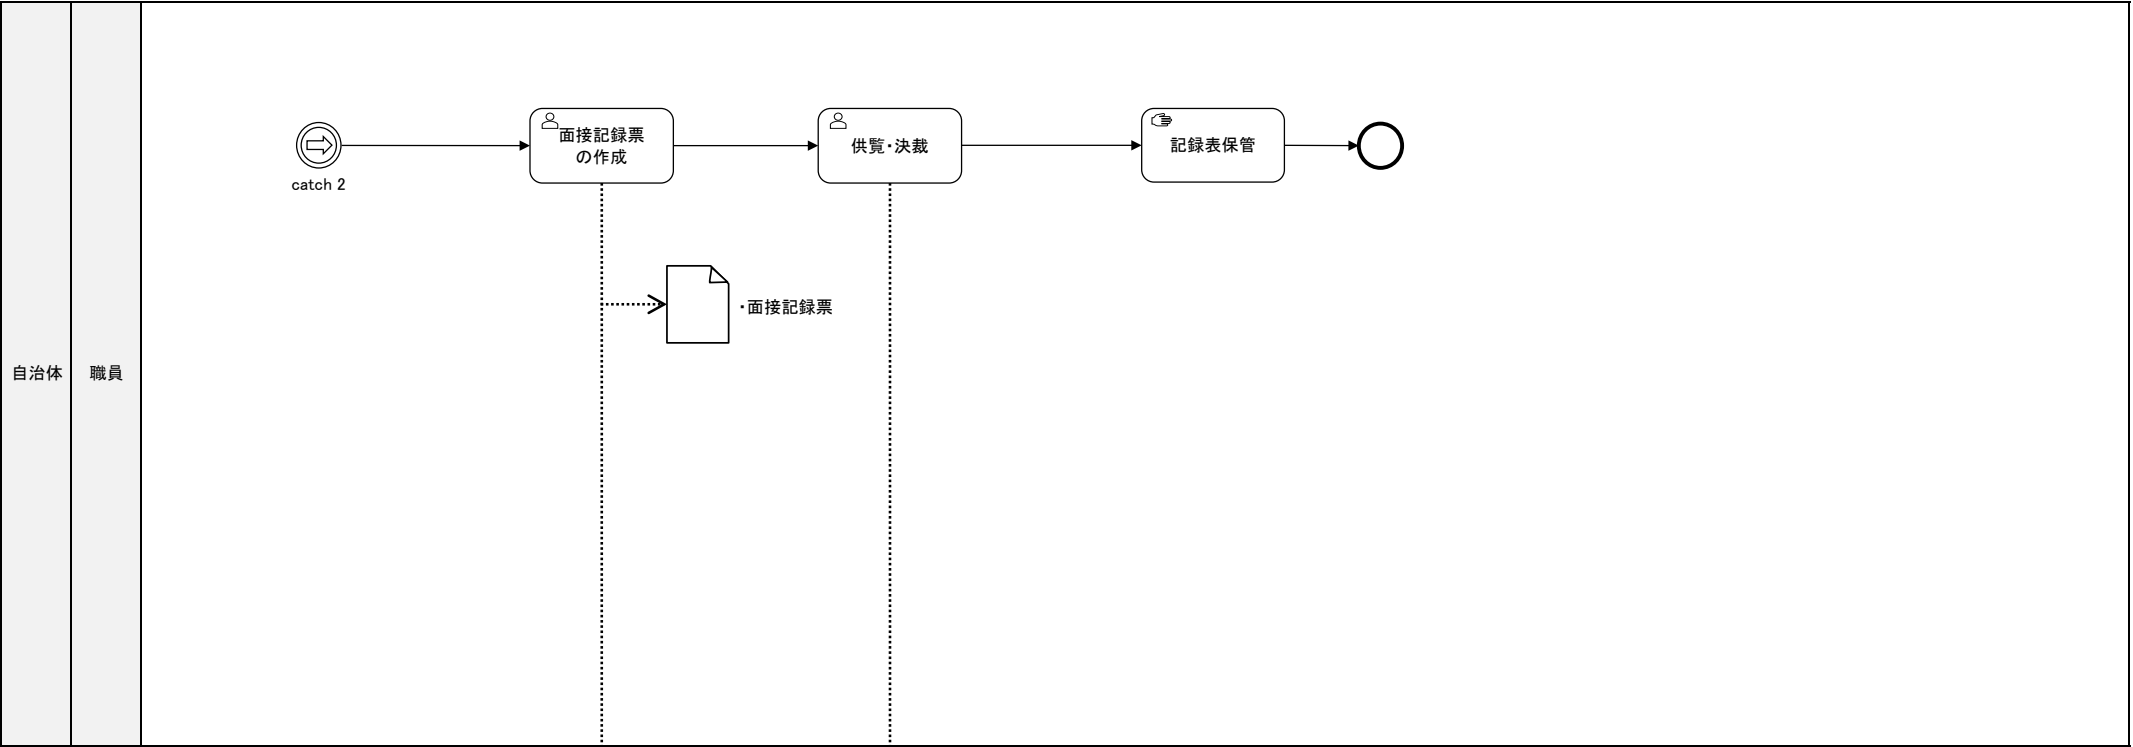 自治体
職員
catch 2
面接記録票
の作成
供覧・決裁
記録表保管
・面接記録票